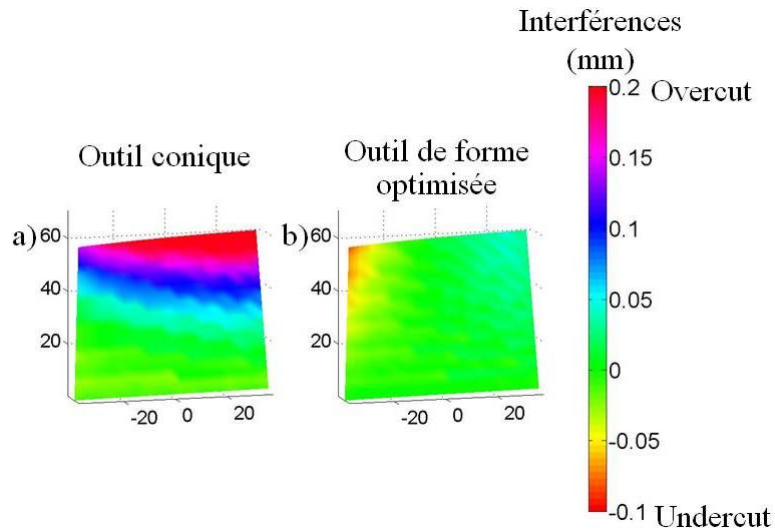 Interférences
(mm)
0.2 Overcut
0.15
0.1
0.05
0
-0.05
-0.1 Undercut
Outil conique
a)
60
40
20
-20 0 20
Outil de forme
optimisée
b)
60
40
20
-20 0 20